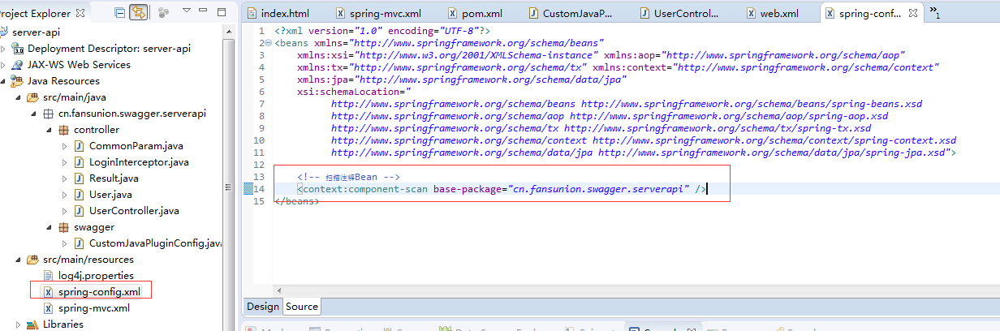 Project Explorer
server-api
Deployment Descriptor: server-api
JAX-WS Web Services
Java Resources
src/main/java
cn.fansunion.swagger.serverapi
controller
CommonParam.java
LoginInterceptor.java
Result.java
User.java
UserController.java
swagger
CustomJavaPluginConfig.java
src/main/resources
log4j.properties
spring-config.xml
spring-mvc.xml
Libraries
index.html spring-mvc.xml pom.xml CustomJavaP... UserControl... web.xml spring-conf... »1
1 <?xml version="1.0" encoding="UTF-8"?>
2 <beans xmlns="http://www.springframework.org/schema/beans"
3 xmlns:xsi="http://www.w3.org/2001/XMLSchema-instance" xmlns:aop="http://www.springframework.org/schema/aop"
4 xmlns:tx="http://www.springframework.org/schema/tx" xmlns:context="http://www.springframework.org/schema/context"
5 xmlns:jpa="http://www.springframework.org/schema/data/jpa"
6 xsi:schemaLocation="
7 http://www.springframework.org/schema/beans http://www.springframework.org/schema/beans/spring-beans.xsd
8 http://www.springframework.org/schema/aop http://www.springframework.org/schema/aop/spring-aop.xsd
9 http://www.springframework.org/schema/tx http://www.springframework.org/schema/tx/spring-tx.xsd
10 http://www.springframework.org/schema/context http://www.springframework.org/schema/context/spring-context.xsd
11 http://www.springframework.org/schema/data/jpa http://www.springframework.org/schema/data/jpa/spring-jpa.xsd">
12
13 <!-- 扫描注解Bean -->
14 <context:component-scan base-package="cn.fansunion.swagger.serverapi" />
15 </beans>
Design Source